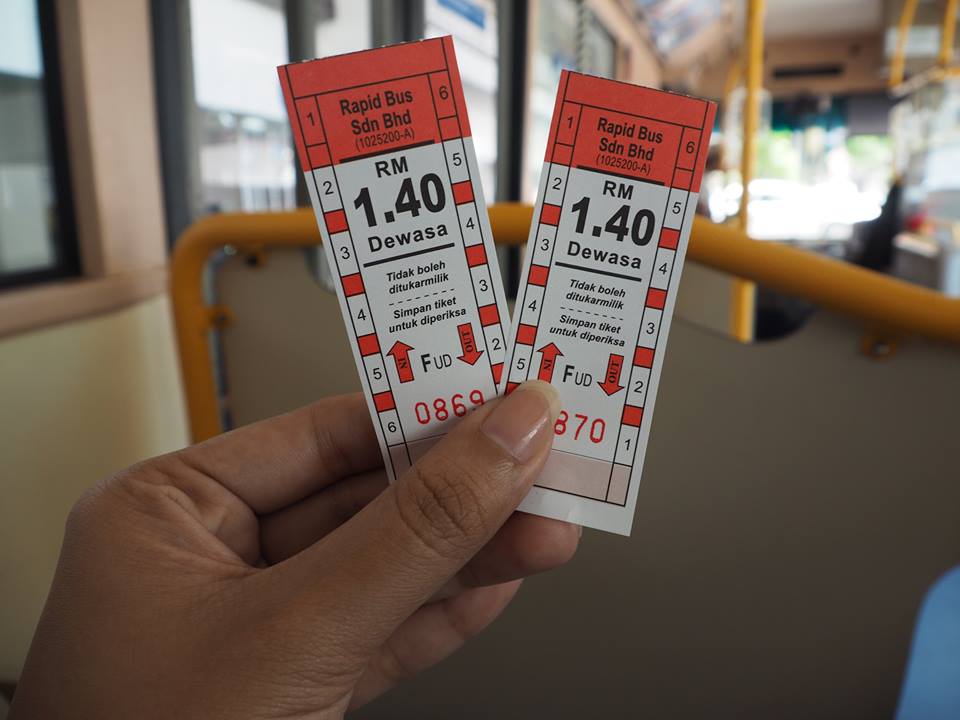 1
6
Rapid Bus
Sdn Bhd
(1025200-A)
RM
1.40
Dewasa
Tidak boleh
ditukarmilik
Simpan tiket
untuk diperiksa
IN
FUD
OUT
2
3
4
5
6
5
4
3
2
1
6
Rapid Bus
Sdn Bhd
(1025200-A)
RM
1.40
Dewasa
Tidak boleh
ditukarmilik
Simpan tiket
untuk diperiksa
IN
FUD
OUT
2
3
4
5
5
4
3
2
1
0869
870